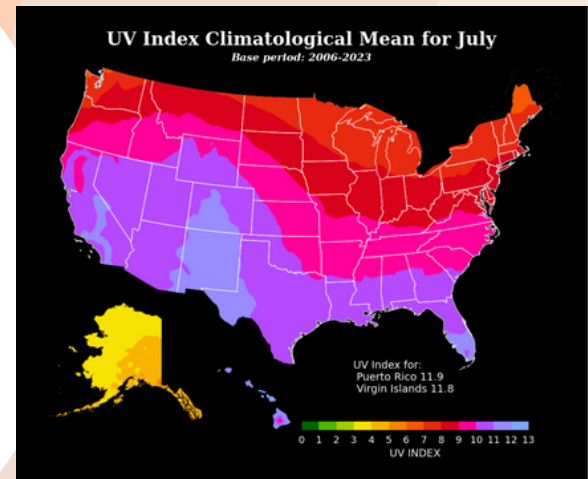 UV Index Climatological Mean for July
Base period: 2006-2023
UV Index for:
Puerto Rico 11.9
Virgin Islands 11.8
0 1 2 3 4 5 6 7 8 9 10 11 12 13
UV INDEX